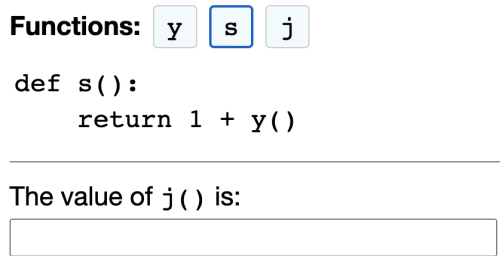 Functions: y s j
def s():
    return 1 + y()
The value of j() is: